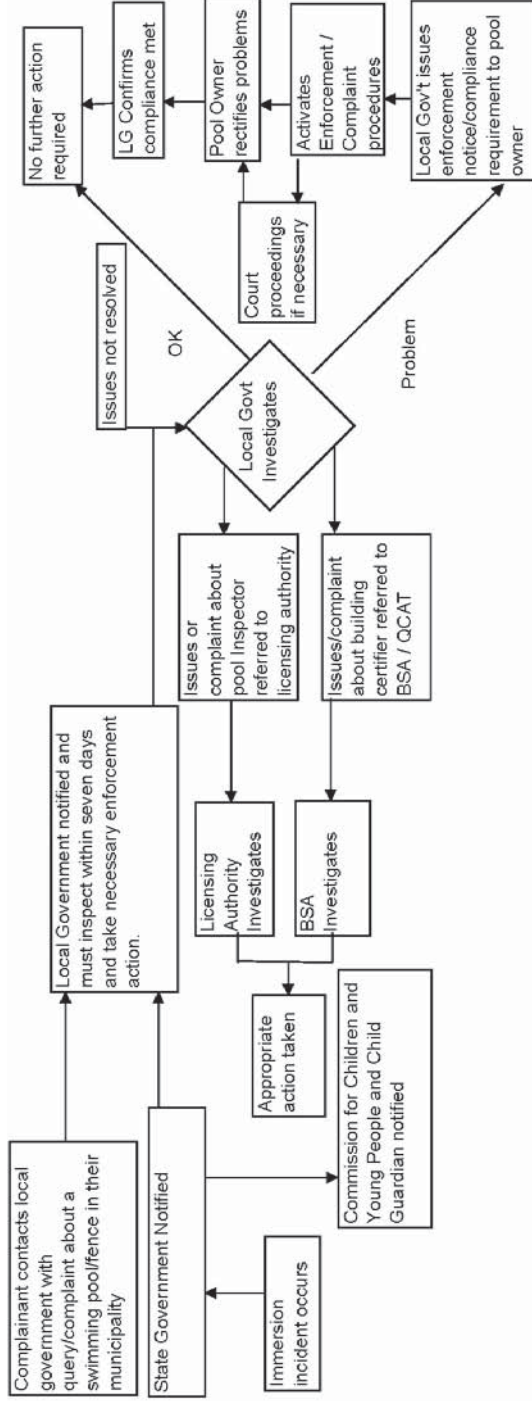 Complainant contacts local
government with
query/complaint about a
swimming pool/fence in their
municipality
State Government Notified
Immersion
incident occurs
Local Government notified and
must inspect within seven days
and take necessary enforcement
action.
Appropriate
action taken
Commission for Children and
Young People and Child
Guardian notified
Licensing
Authority
Investigates
BSA
Investigates
Issues or
complaint about
pool Inspector
referred to
licensing authority
Issues/complaint
about building
certifier referred to
BSA / QCAT
Issues not resolved
Local Govt
Investigates
OK
Problem
Court
proceedings
if necessary
No further action
required
LG Confirms
compliance met
Pool Owner
rectifies problems
Activates
Enforcement /
Complaint
procedures
Local Gov't issues
enforcement
notice/compliance
requirement to pool
owner